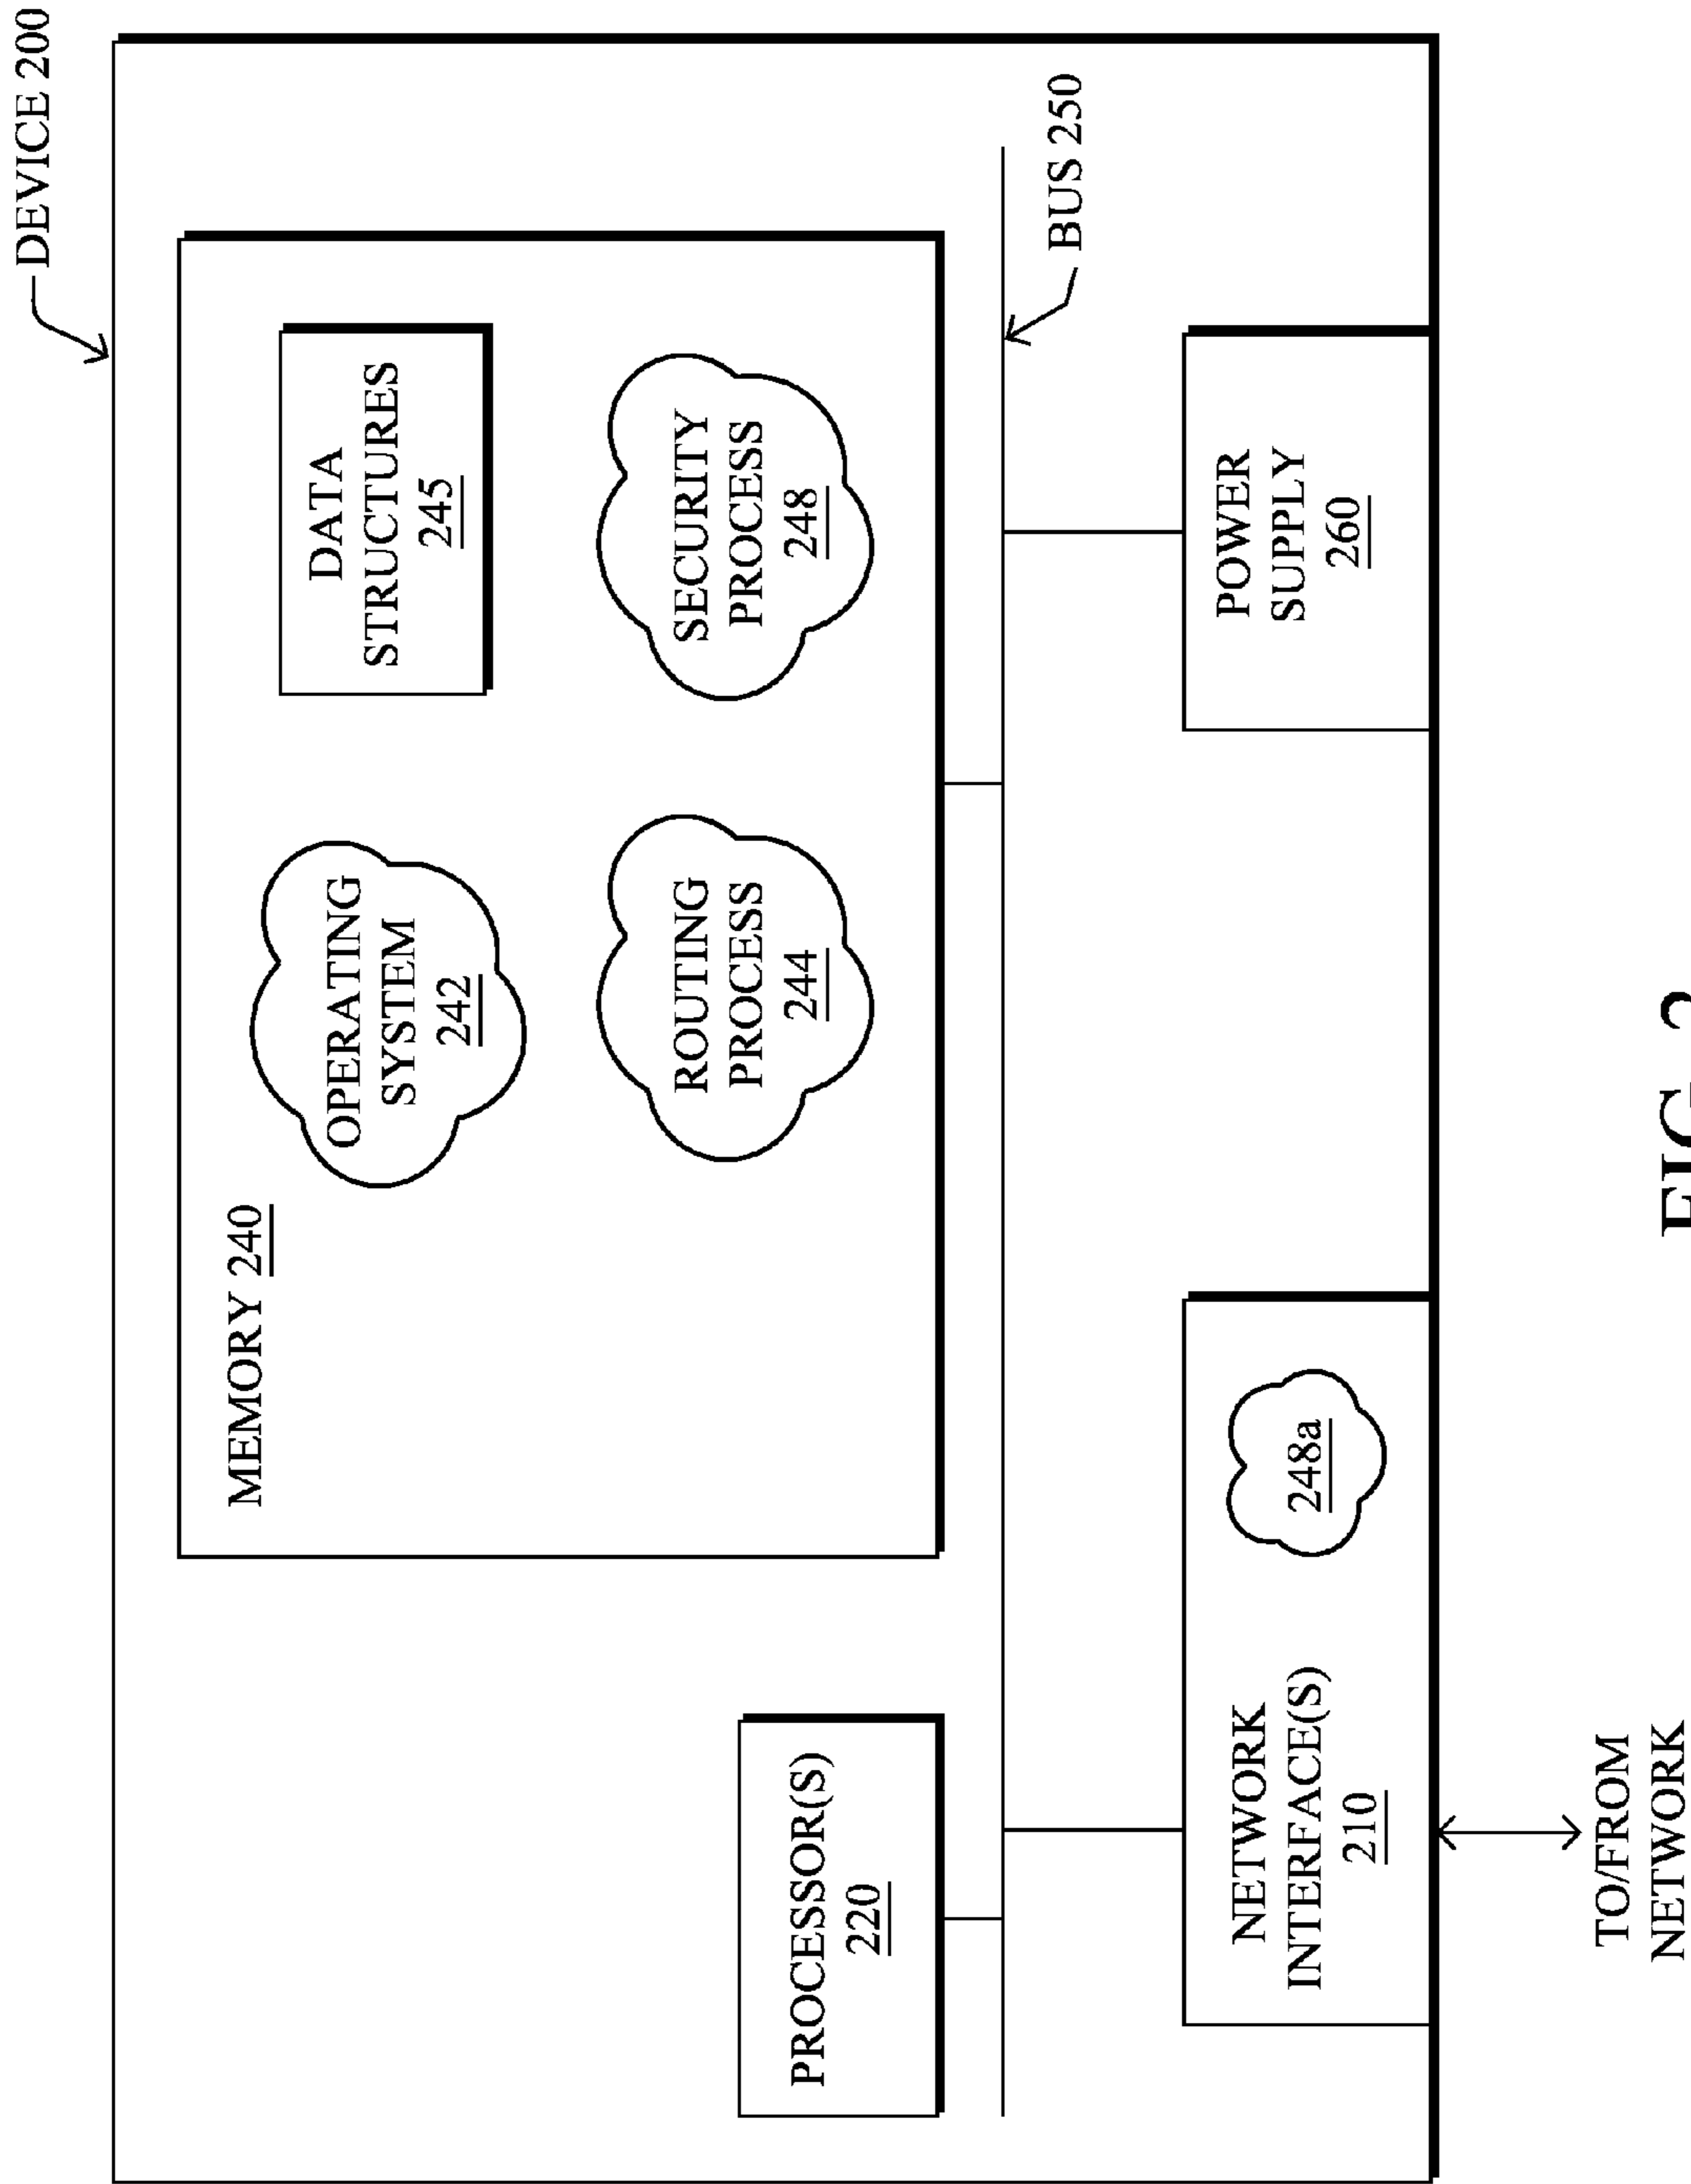 DEVICE 200
MEMORY 240
OPERATING
SYSTEM
242
DATA
STRUCTURES
245
ROUTING
PROCESS
244
SECURITY
PROCESS
248
PROCESSOR(S)
220
BUS 250
NETWORK
INTERFACE(S)
210
248a
POWER
SUPPLY
260
TO/FROM
NETWORK